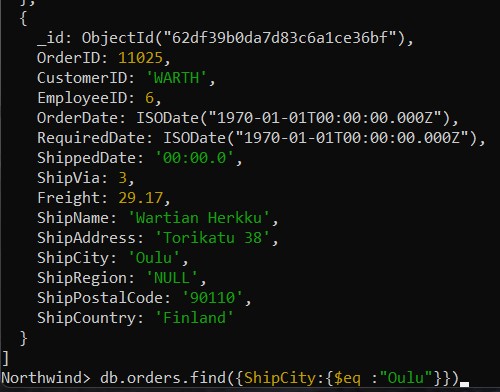 },
{
_id: ObjectId("62df39b0da7d83c6a1ce36bf"),
OrderID: 11025,
CustomerID: 'WARTH',
EmployeeID: 6,
OrderDate: ISODate("1970-01-01T00:00:00.000Z"),
RequiredDate: ISODate("1970-01-01T00:00:00.000Z"),
ShippedDate: '00:00.0',
ShipVia: 3,
Freight: 29.17,
ShipName: 'Wartian Herkku',
ShipAddress: 'Torikatu 38',
ShipCity: 'Oulu',
ShipRegion: 'NULL',
ShipPostalCode: '90110',
ShipCountry: 'Finland'
}
]
Northwind> db.orders.find({ShipCity:{$eq :"Oulu"}})